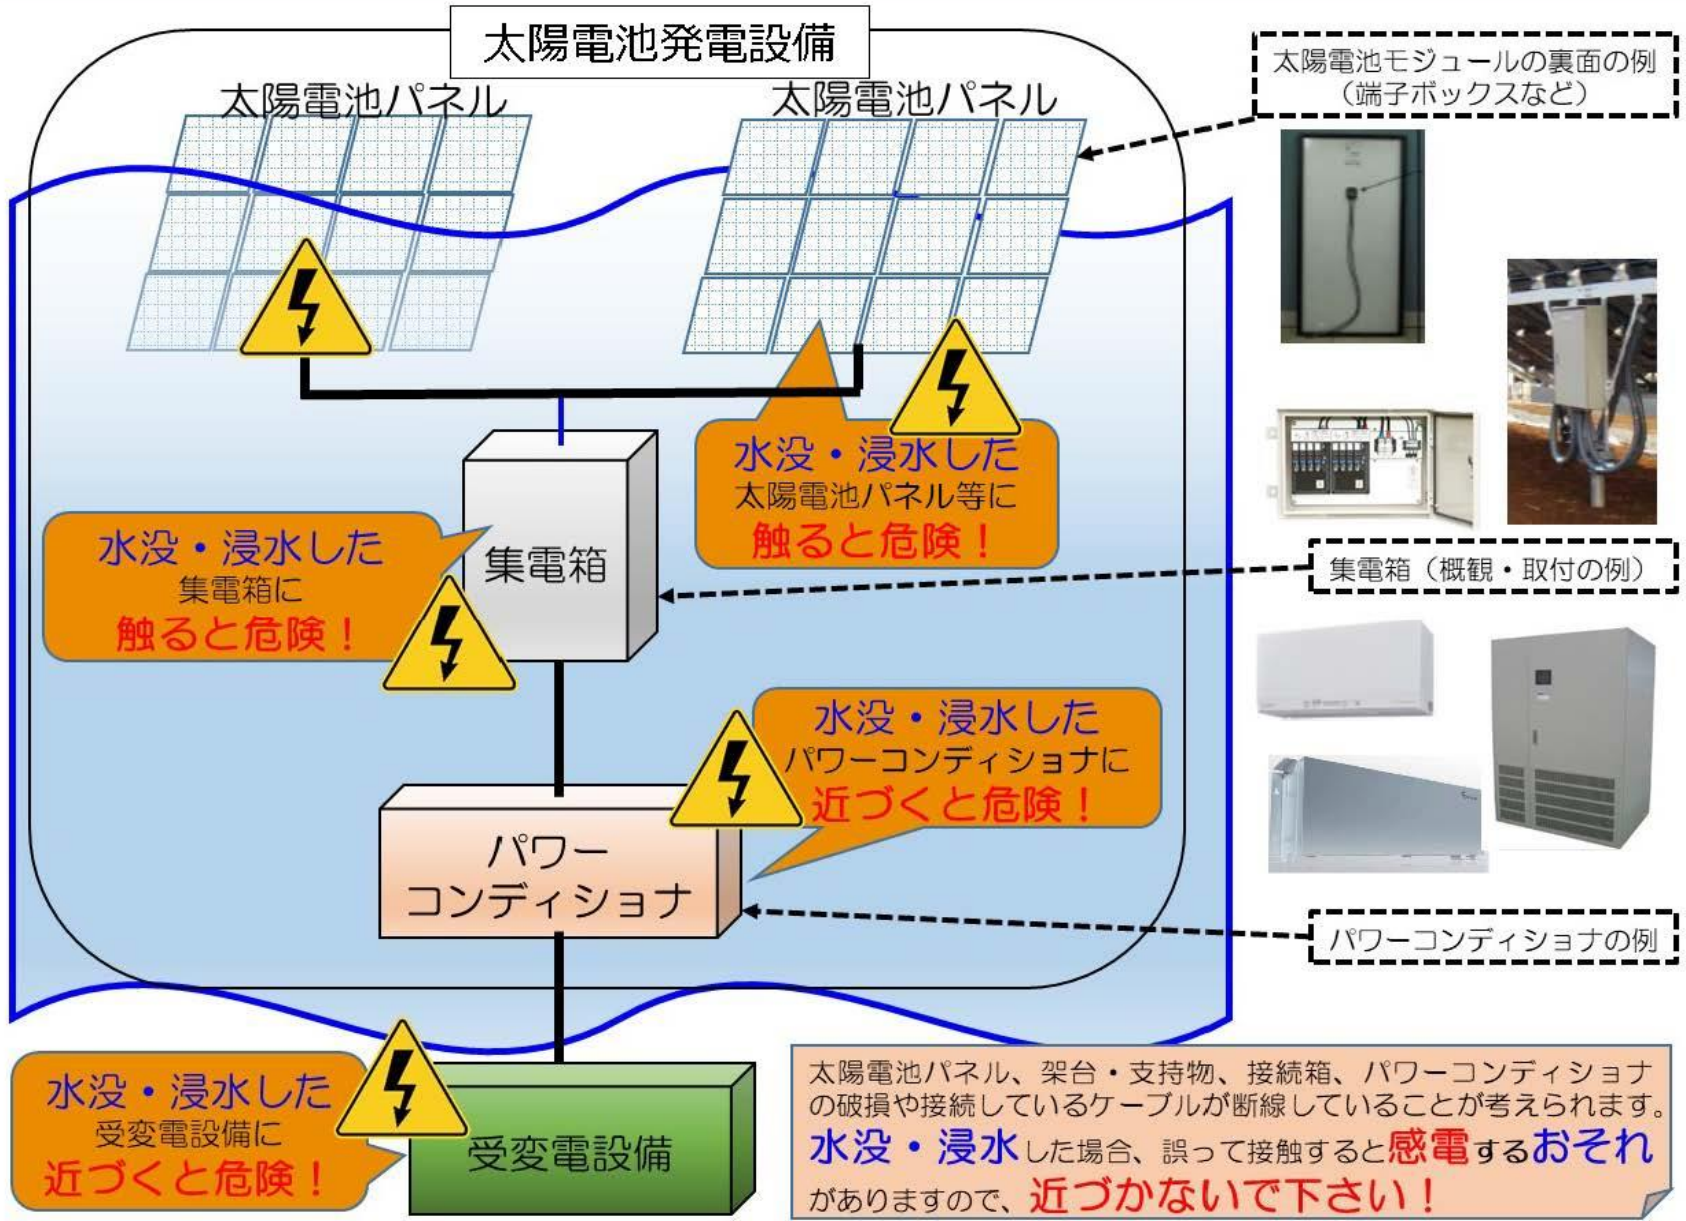 太陽電池発電設備
太陽電池パネル
太陽電池パネル
太陽電池モジュールの裏面の例
（端子ボックスなど）
水没・浸水した
太陽電池パネル等に
触ると危険！
水没・浸水した
集電箱に
触ると危険！
集電箱
集電箱（概観・取付の例）
水没・浸水した
パワーコンディショナに
近づくと危険！
パワー
コンディショナ
パワーコンディショナの例
水没・浸水した
受変電設備に
近づくと危険！
受変電設備
太陽電池パネル、架台・支持物、接続箱、パワーコンディショナ
の破損や接続しているケーブルが断線していることが考えられます。
水没・浸水した場合、誤って接触すると感電するおそれ
がありますので、近づかないで下さい！